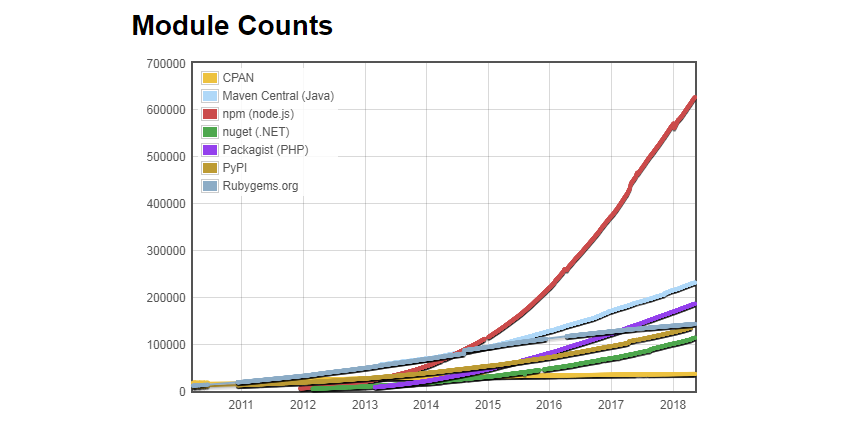 Module Counts
700000
600000
500000
400000
300000
200000
100000
0
CPAN
Maven Central (Java)
npm (node.js)
nuget (.NET)
Packagist (PHP)
PyPI
Rubygems.org
2011 2012 2013 2014 2015 2016 2017 2018